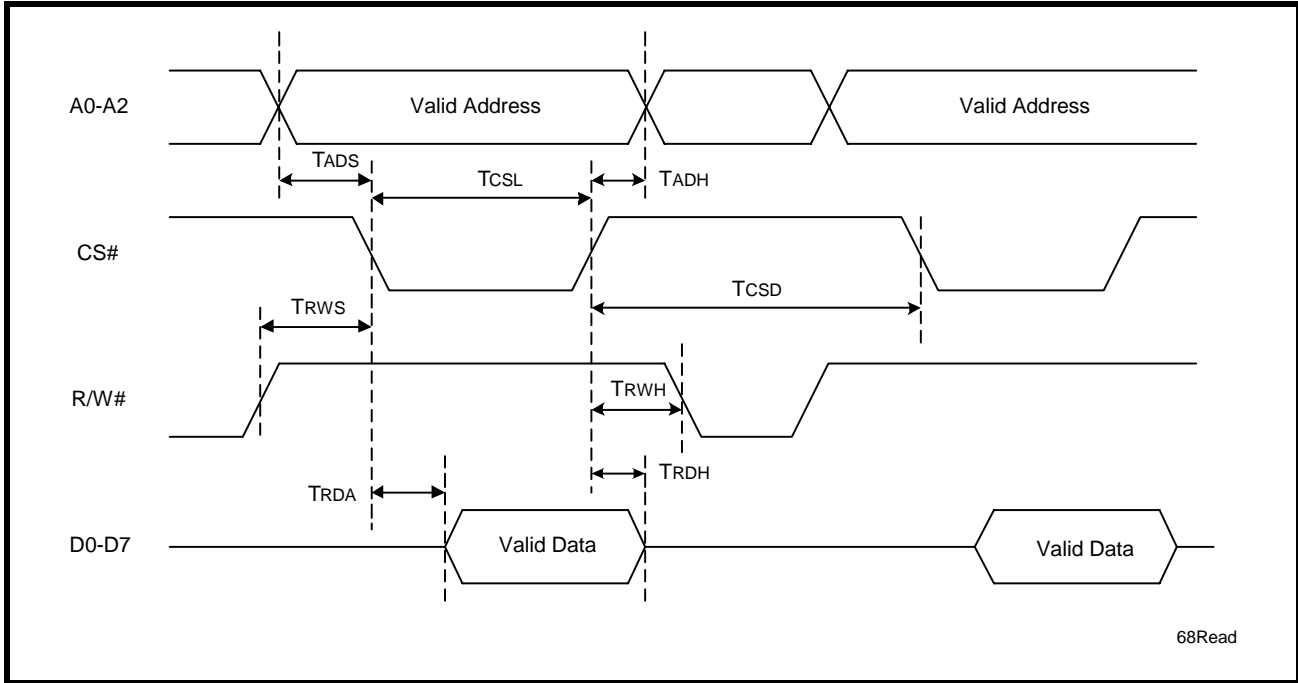 A0-A2
Valid Address
Valid Address
TADS
TCSL
TADH
CS#
TCSD
TRWS
R/W#
TRWH
TRDH
TRDA
D0-D7
Valid Data
Valid Data
68Read